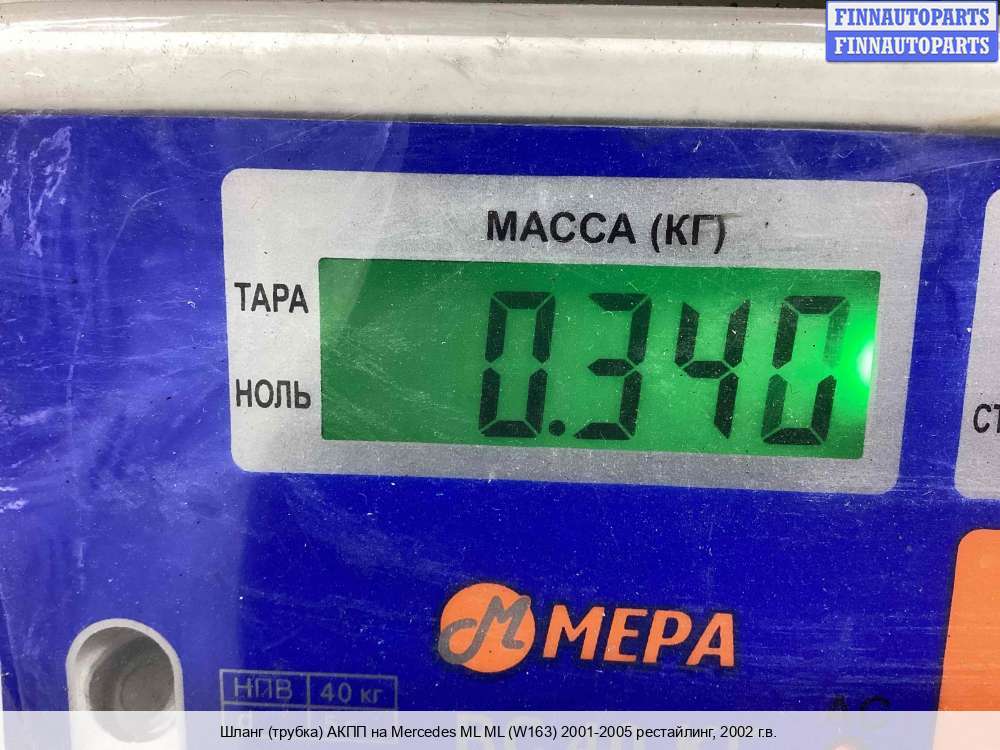 FINNAUTOPARTS
FINNAUTOPARTS
МАССА (КГ)
ТАРА
0.340
НОЛЬ
СТ
МЕРА
НПВ 40 кг
Шланг (трубка) АКПП на Mercedes ML ML (W163) 2001-2005 рестайлинг, 2002 г.в.